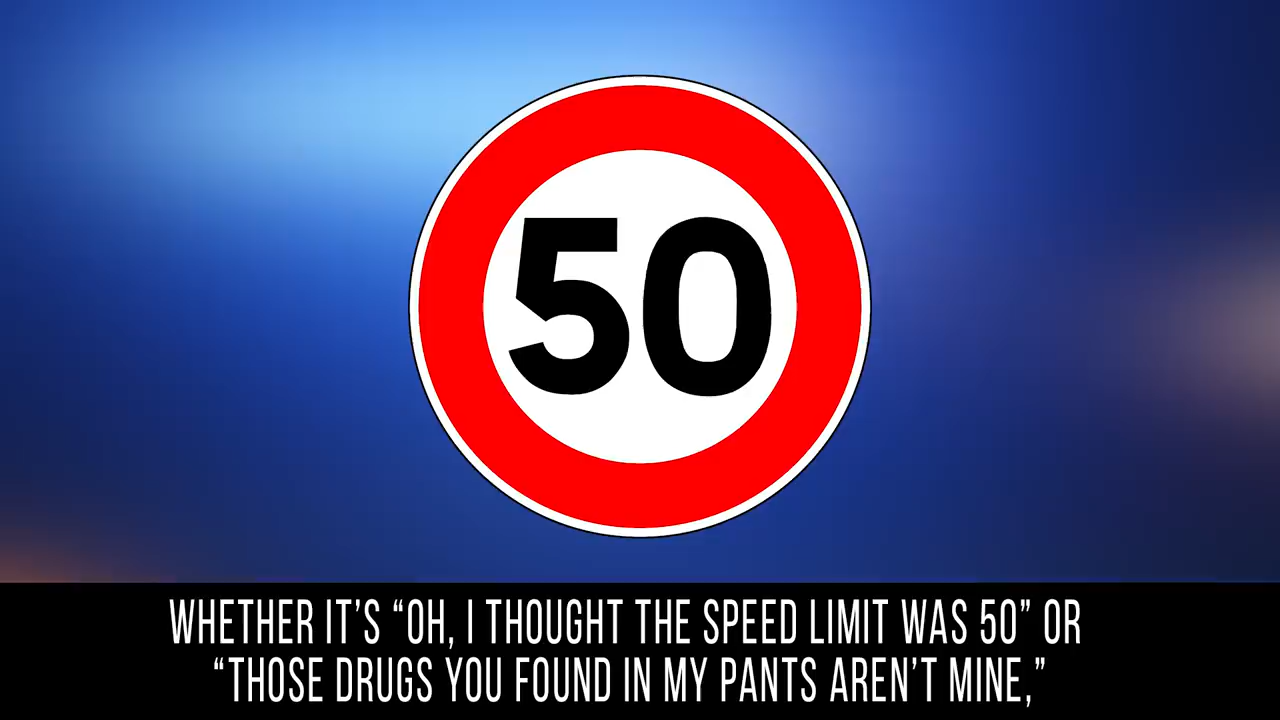 50
WHETHER IT’S “OH, I THOUGHT THE SPEED LIMIT WAS 50” OR
“THOSE DRUGS YOU FOUND IN MY PANTS AREN’T MINE,”